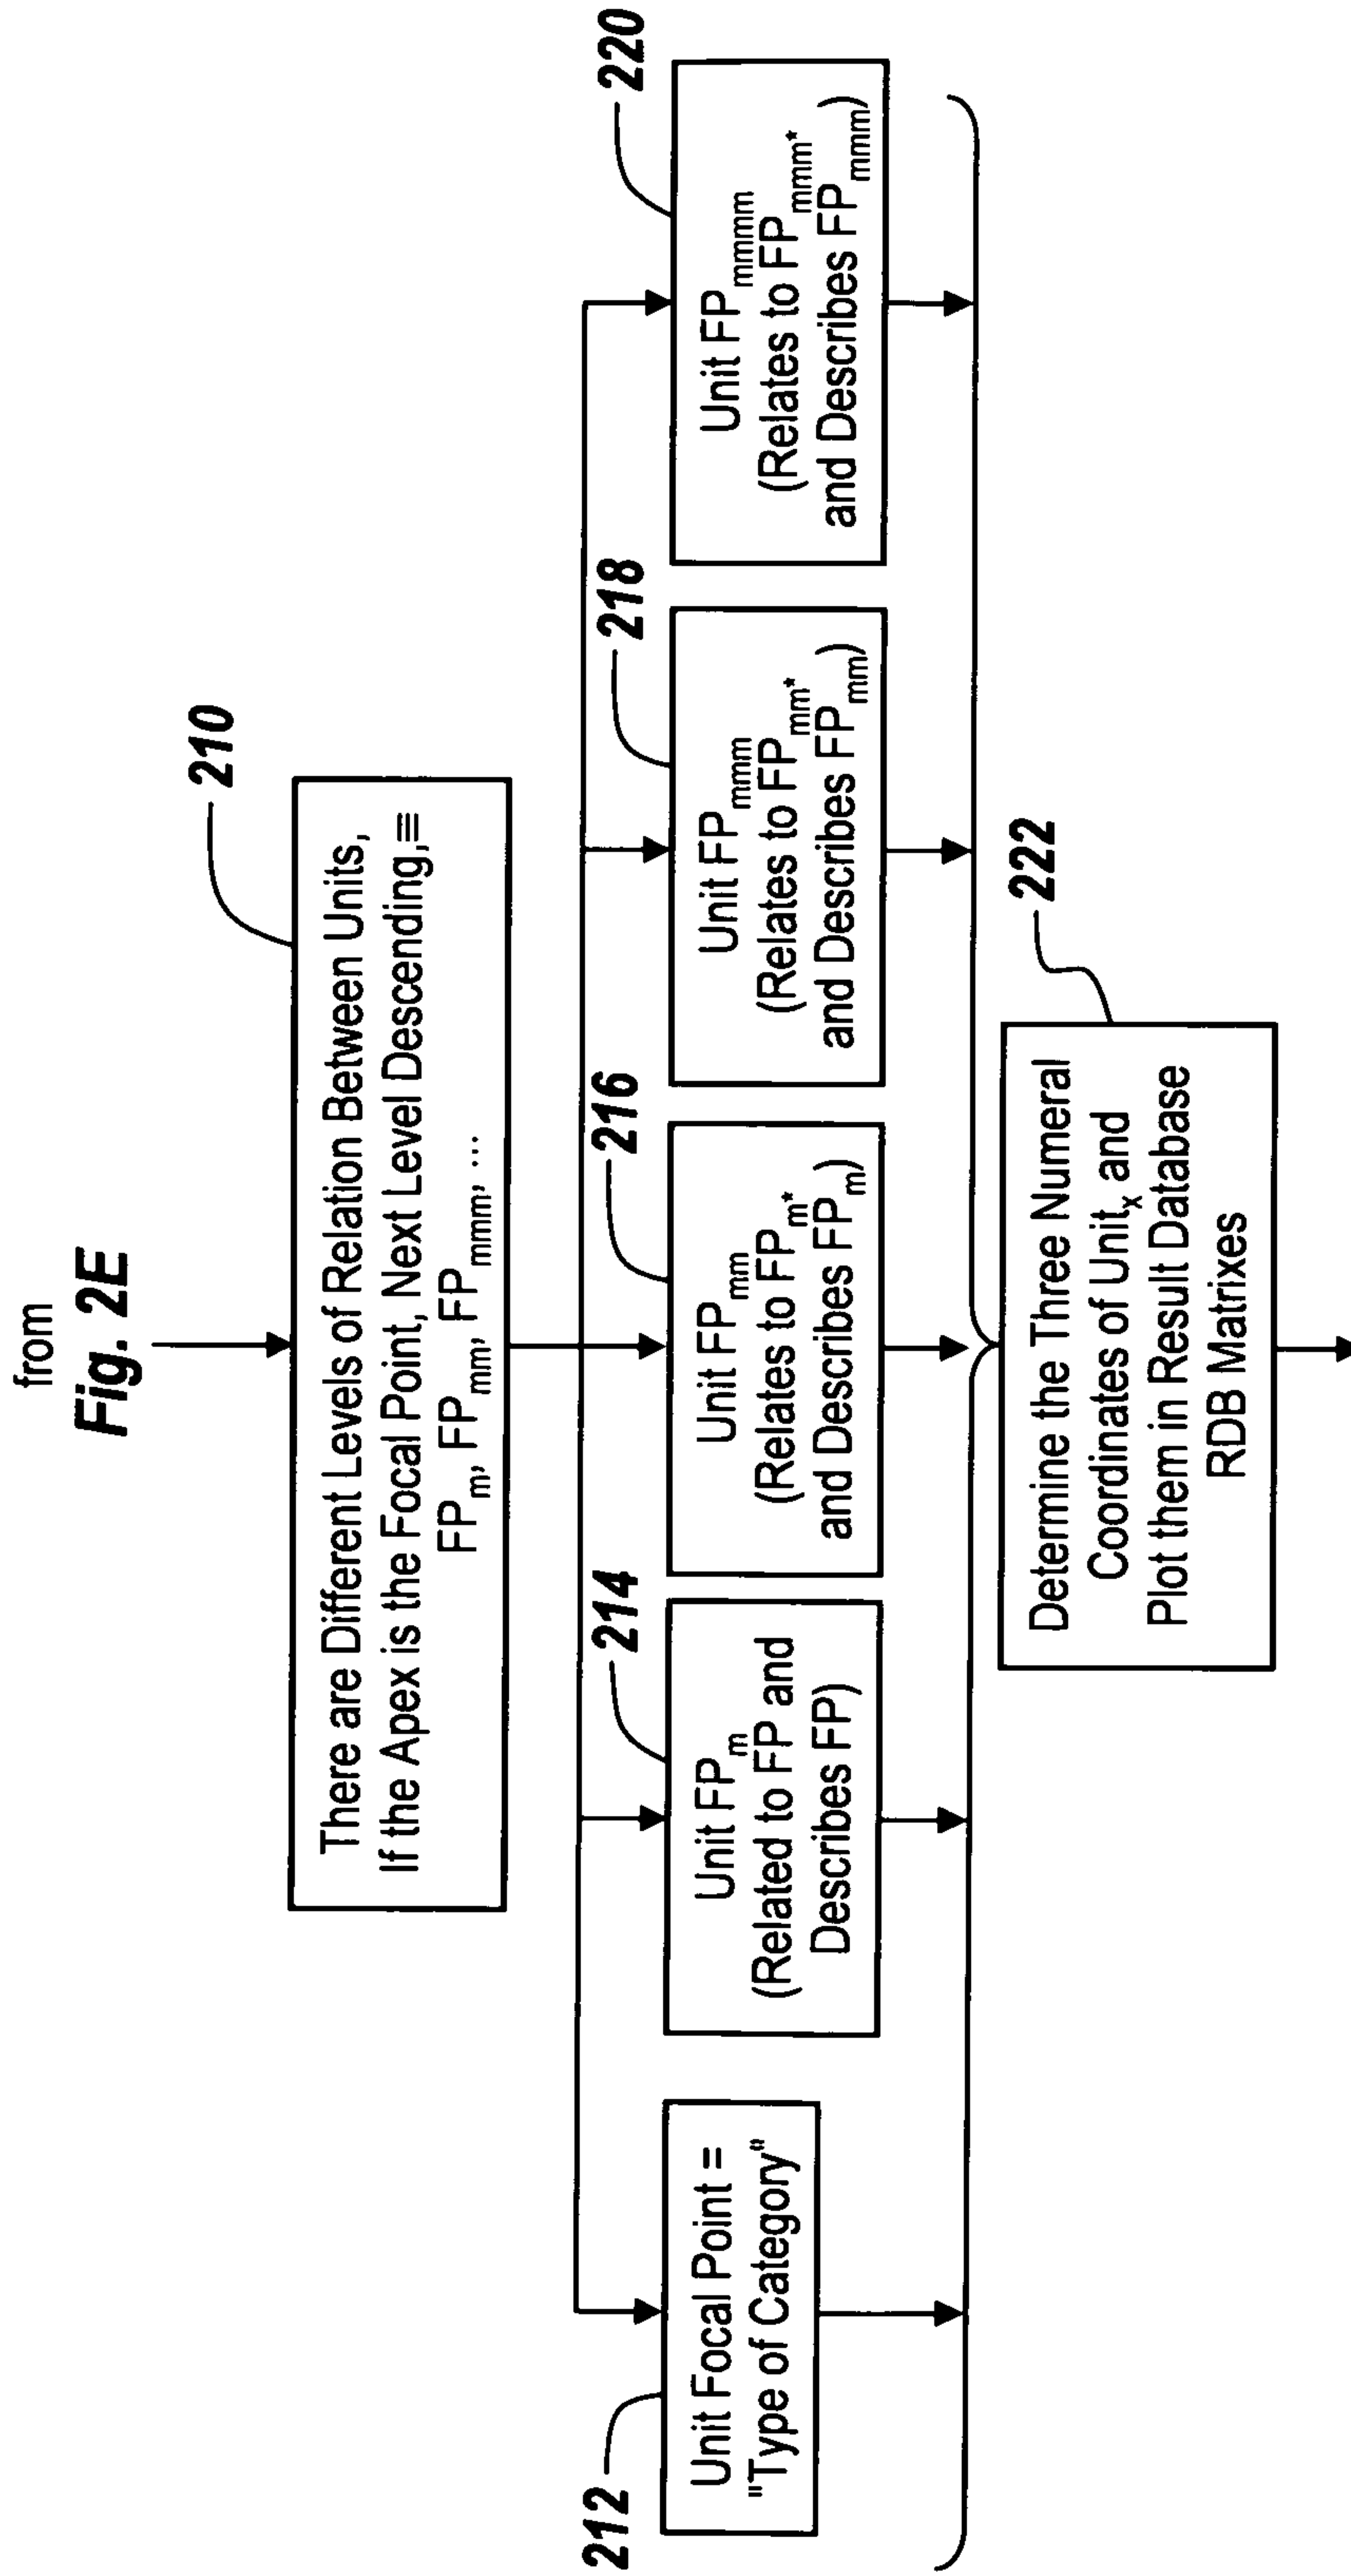 from
Fig. 2E
210
There are Different Levels of Relation Between Units,
If the Apex is the Focal Point, Next Level Descending,≡
FPm, FPmm, FPmmm, ...
212
Unit Focal Point =
"Type of Category"
214
Unit FPm
(Related to FP and
Describes FP)
216
Unit FPmm
(Relates to FPm*
and Describes FPm)
218
Unit FPmmm
(Relates to FPmm*
and Describes FPmm)
220
Unit FPmmmm
(Relates to FPmmm*
and Describes FPmmm)
222
Determine the Three Numeral
Coordinates of Unitx and
Plot them in Result Database
RDB Matrixes